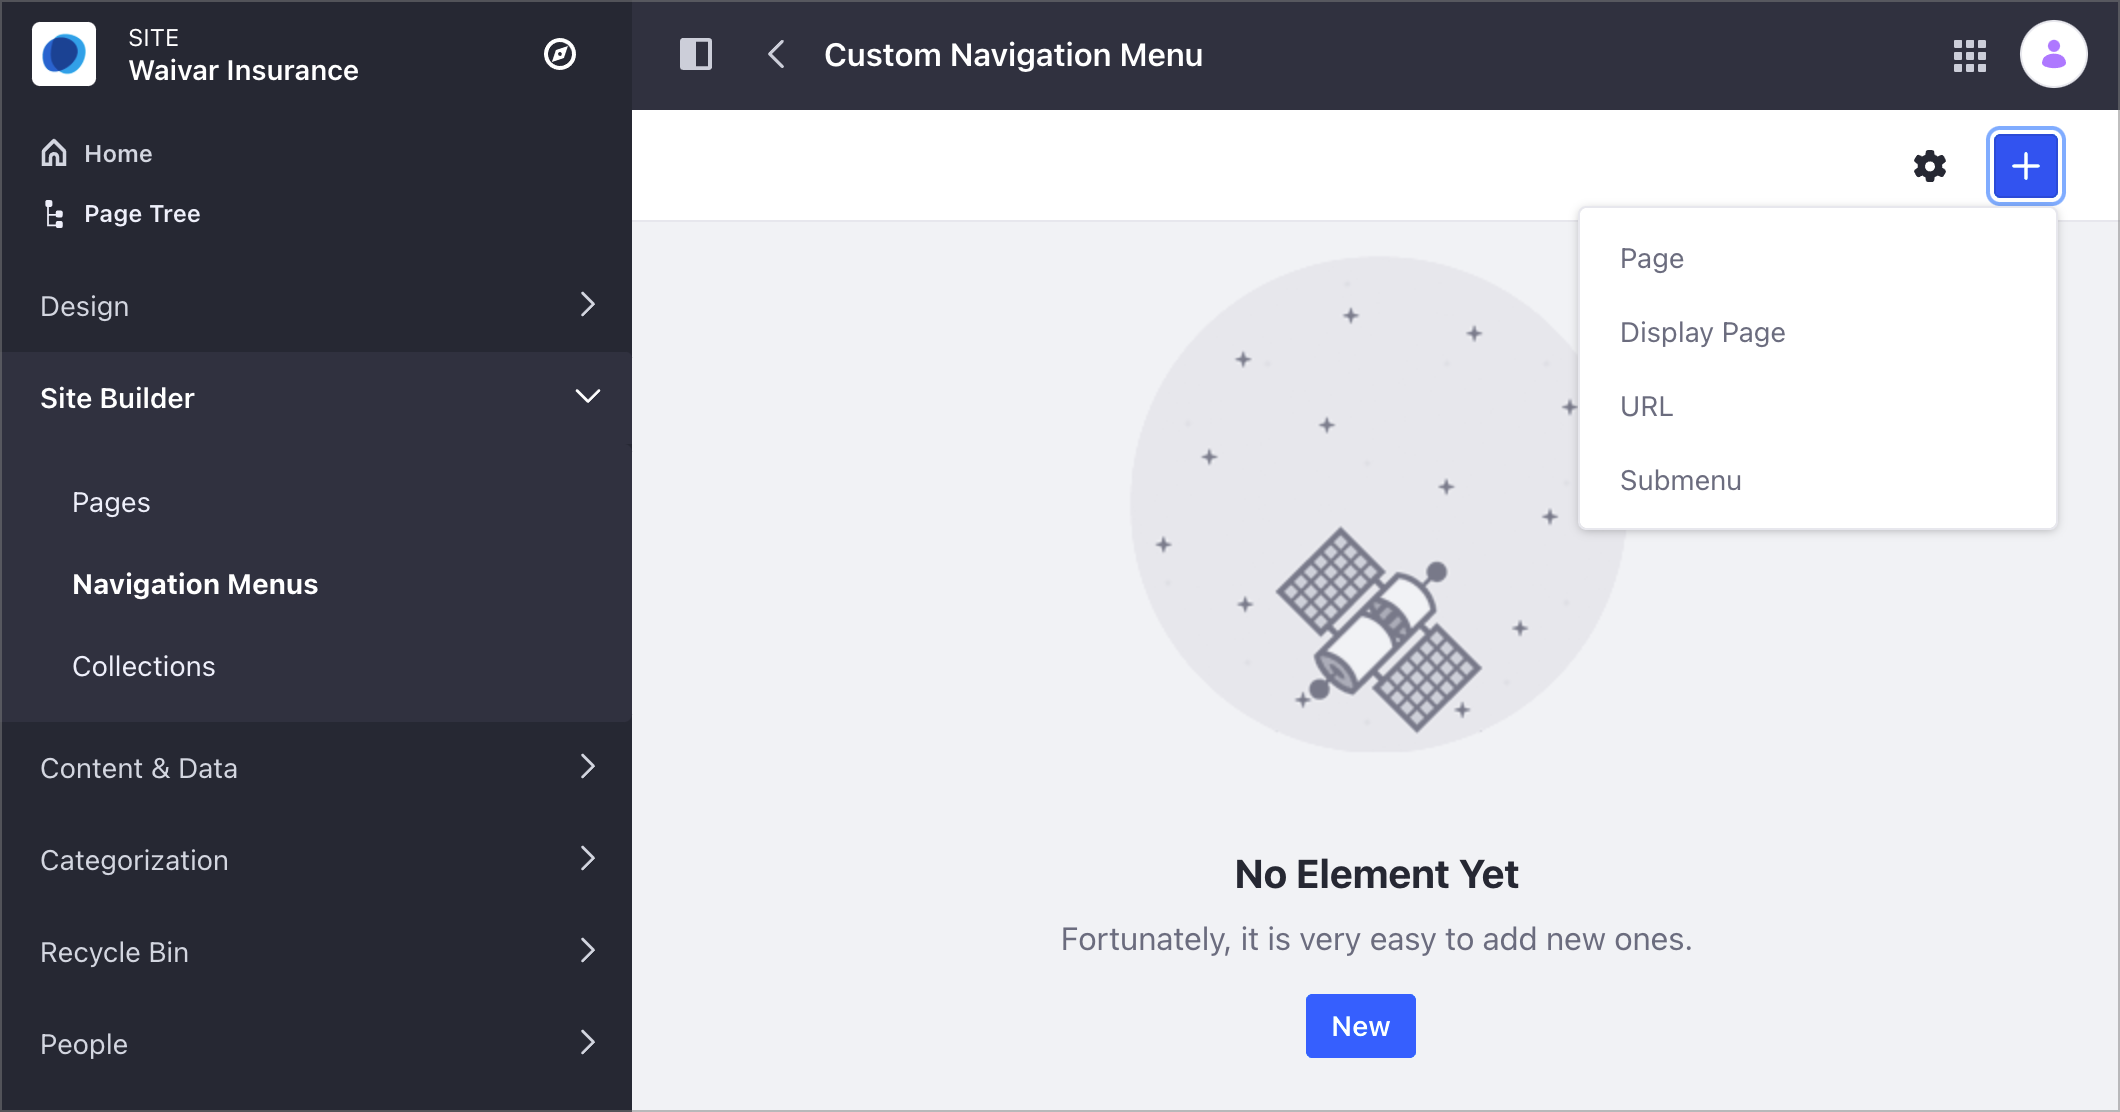 SITE
Waivar Insurance
Home
Page Tree
Design
Site Builder
Pages
Navigation Menus
Collections
Content & Data
Categorization
Recycle Bin
People
Custom Navigation Menu
Page
Display Page
URL
Submenu
No Element Yet
Fortunately, it is very easy to add new ones.
New